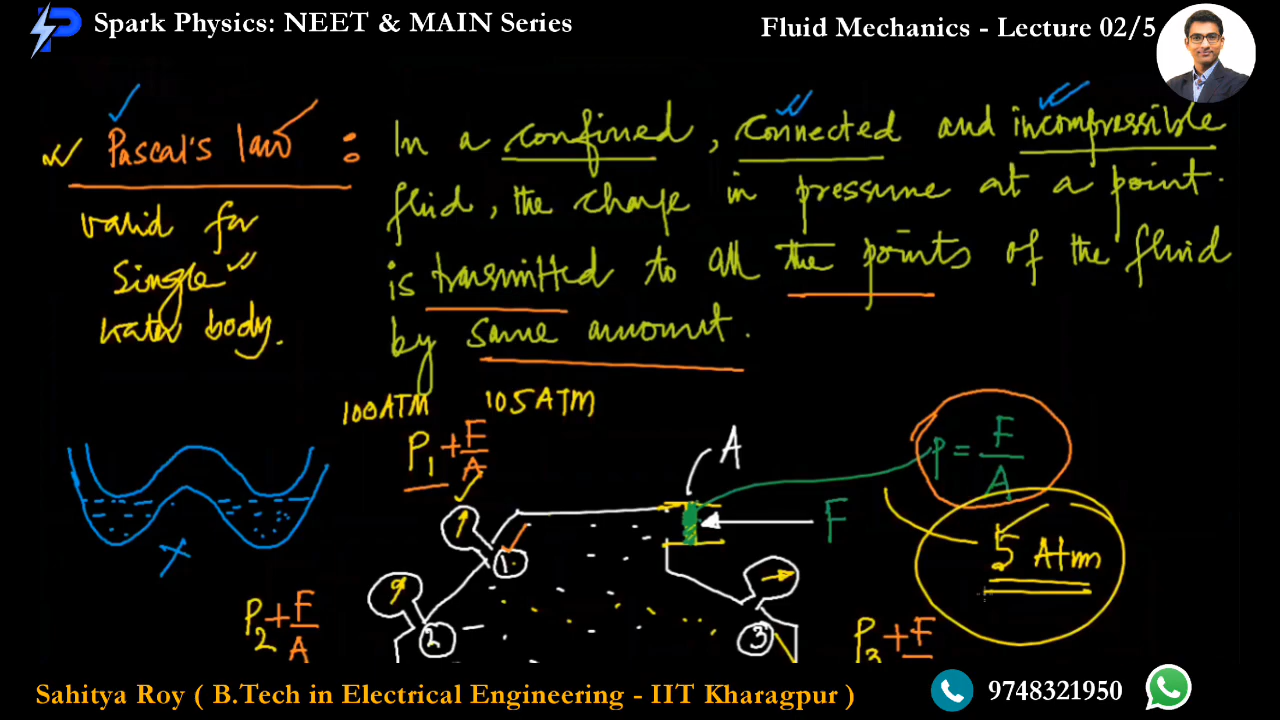 Spark Physics: NEET & MAIN Series
Fluid Mechanics - Lecture 02/5
Pascal's law :
In a confined, connected and incompressible
fluid, the change in pressure at a point.
is transmitted to all the points of the fluid
by same amount.
valid for
Single
water body.
100ATM 105ATM
P1 + F/A
A
P = F/A
F
5 Atm
1
2
3
P2 + F/A
P3 + F
Sahitya Roy ( B.Tech in Electrical Engineering - IIT Kharagpur )
9748321950